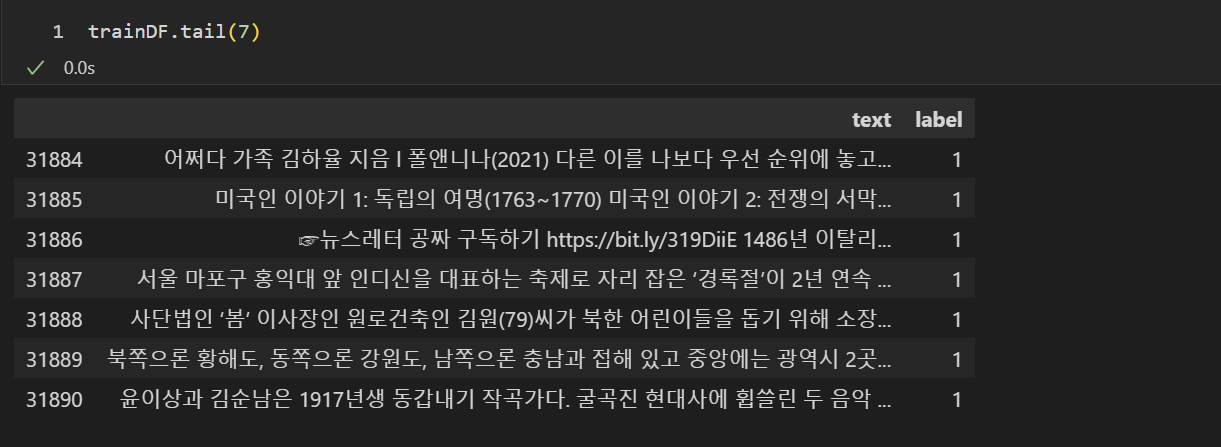 1 trainDF.tail(7)
✓ 0.0s
text label
31884 어쩌다 가족 김하율 지음 l 폴앤니나(2021) 다른 이를 나보다 우선 순위에 놓고... 1
31885 미국인 이야기 1: 독립의 여명(1763~1770) 미국인 이야기 2: 전쟁의 서막... 1
31886 ☞뉴스레터 공짜 구독하기 https://bit.ly/319DiiE 1486년 이탈리... 1
31887 서울 마포구 홍익대 앞 인디신을 대표하는 축제로 자리 잡은 ‘경록절’이 2년 연속 ... 1
31888 사단법인 ‘봄’ 이사장인 원로건축인 김원(79)씨가 북한 어린이들을 돕기 위해 소장... 1
31889 북쪽으론 황해도, 동쪽으론 강원도, 남쪽으론 충남과 접해 있고 중앙에는 광역시 2곳... 1
31890 윤이상과 김순남은 1917년생 동갑내기 작곡가다. 굴곡진 현대사에 휩쓸린 두 음악 ... 1